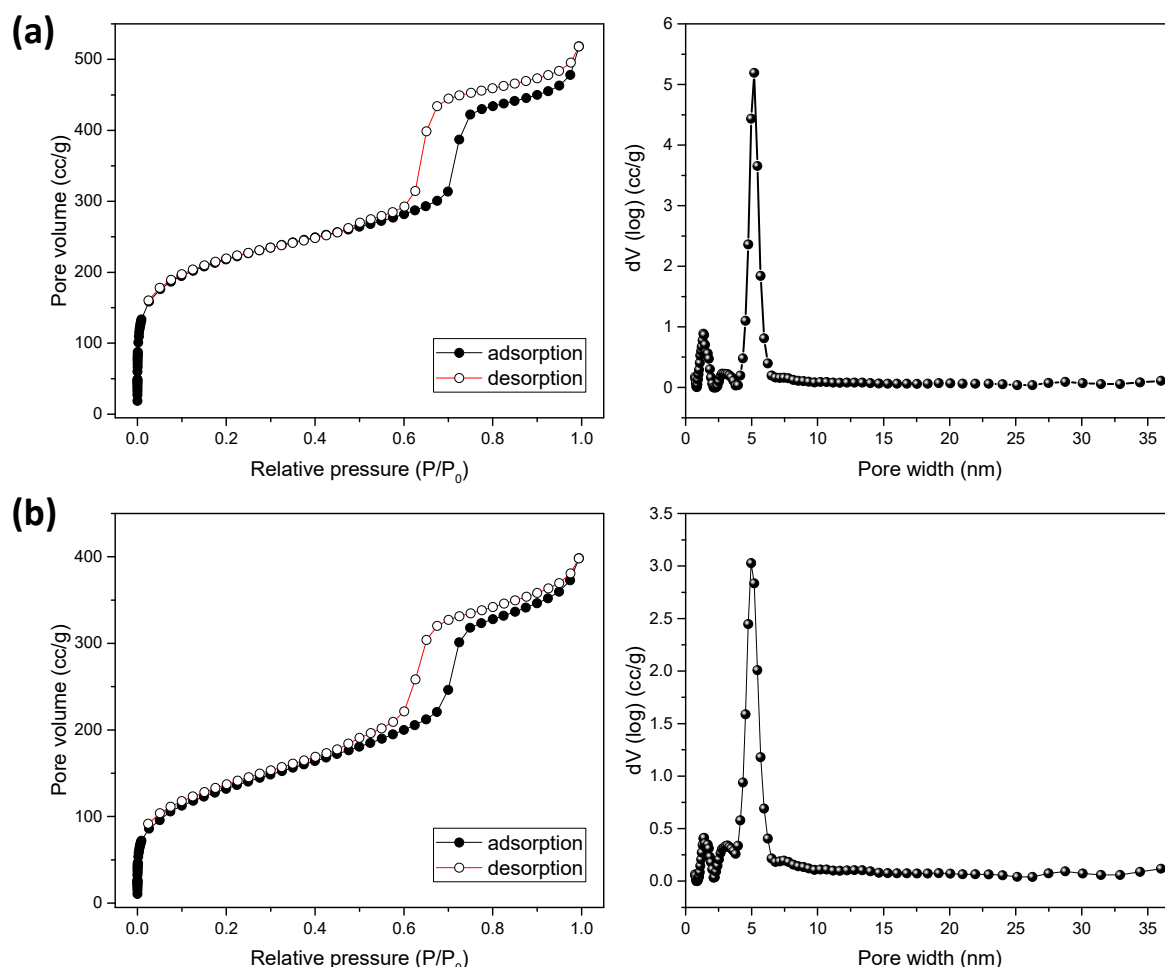 (a)
Pore volume (cc/g)
500
400
300
200
100
0
adsorption
desorption
0.0 0.2 0.4 0.6 0.8 1.0
Relative pressure (P/P0)
dV (log) (cc/g)
6
5
4
3
2
1
0
0 5 10 15 20 25 30 35
Pore width (nm)
(b)
Pore volume (cc/g)
400
300
200
100
0
adsorption
desorption
0.0 0.2 0.4 0.6 0.8 1.0
Relative pressure (P/P0)
dV (log) (cc/g)
3.5
3.0
2.5
2.0
1.5
1.0
0.5
0.0
0 5 10 15 20 25 30 35
Pore width (nm)